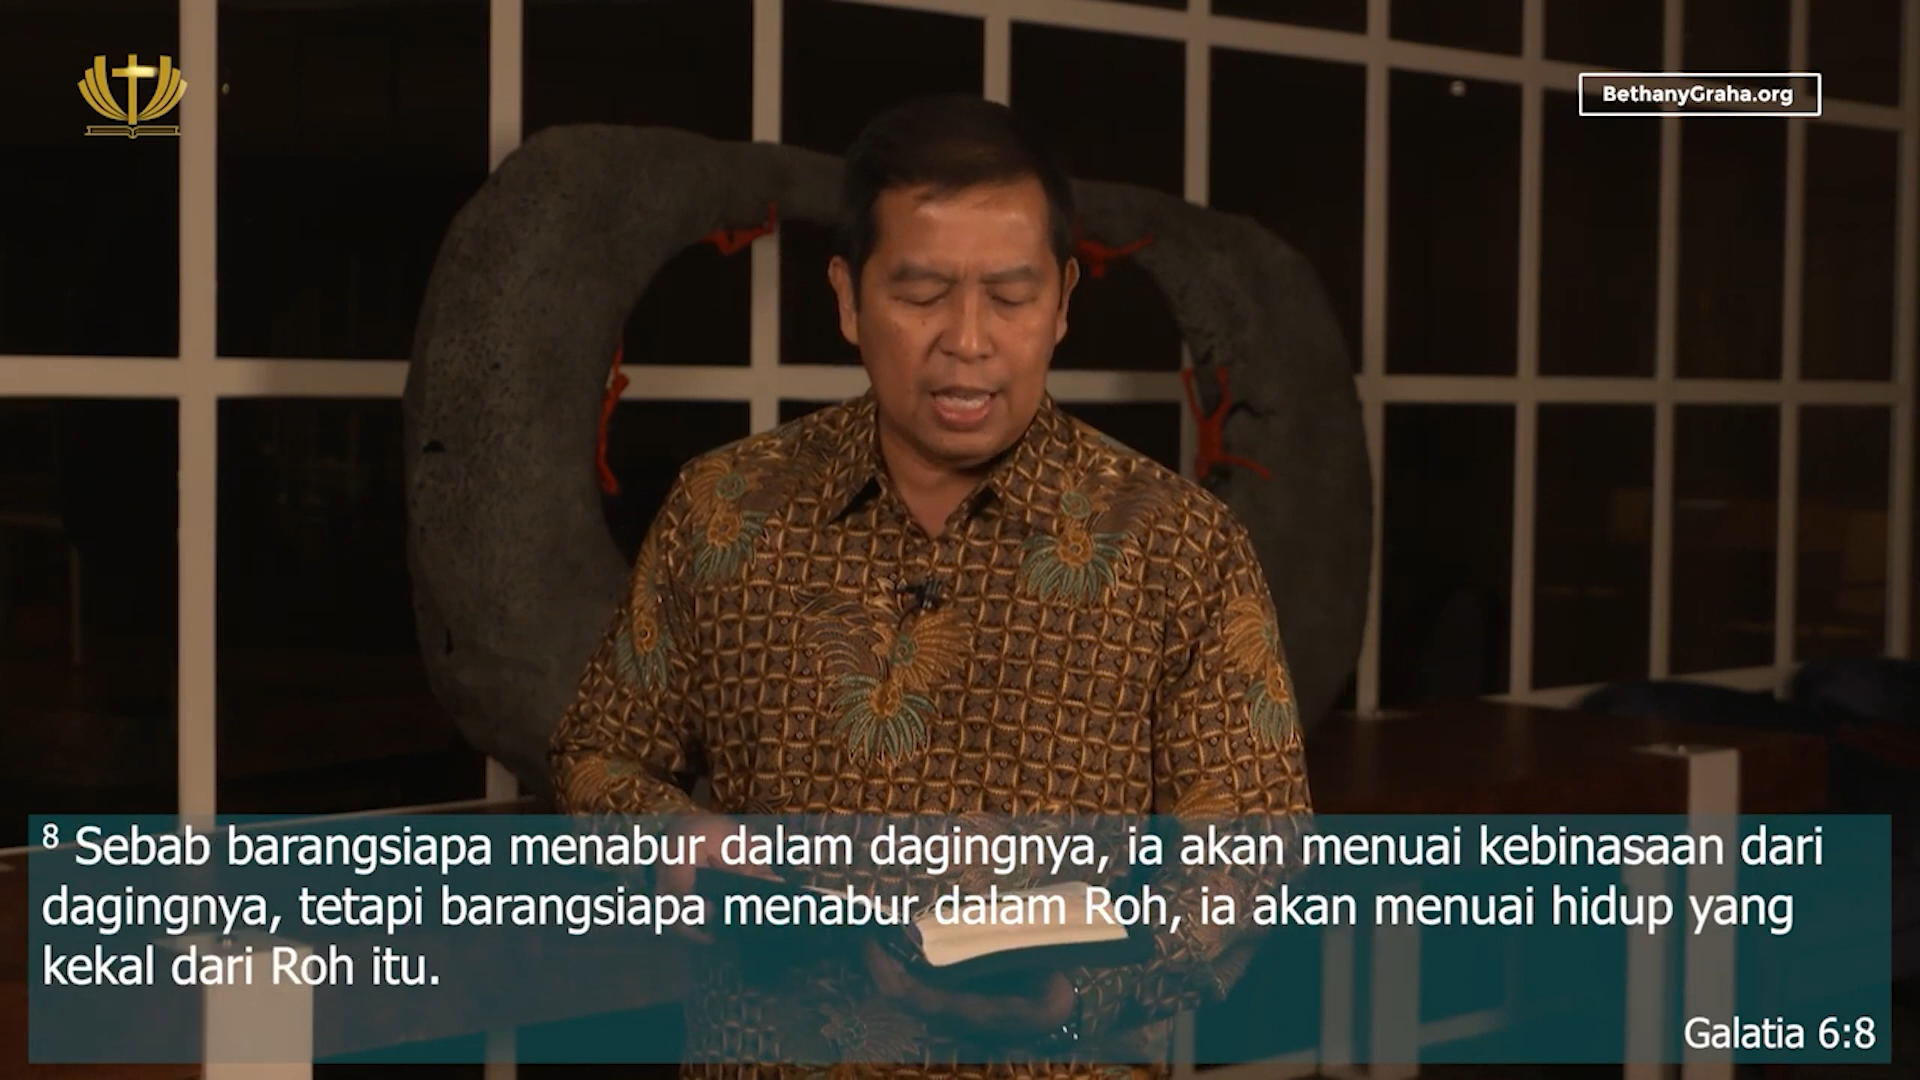 BethanyGraha.org
8 Sebab barangsiapa menabur dalam dagingnya, ia akan menuai kebinasaan dari
dagingnya, tetapi barangsiapa menabur dalam Roh, ia akan menuai hidup yang
kekal dari Roh itu.
Galatia 6:8